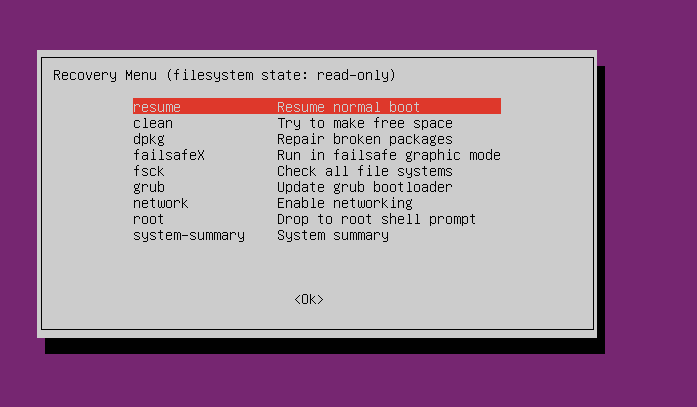 Recovery Menu (filesystem state: read-only)
resume Resume normal boot
clean Try to make free space
dpkg Repair broken packages
failsafeX Run in failsafe graphic mode
fsck Check all file systems
grub Update grub bootloader
network Enable networking
root Drop to root shell prompt
system-summary System summary
<Ok>